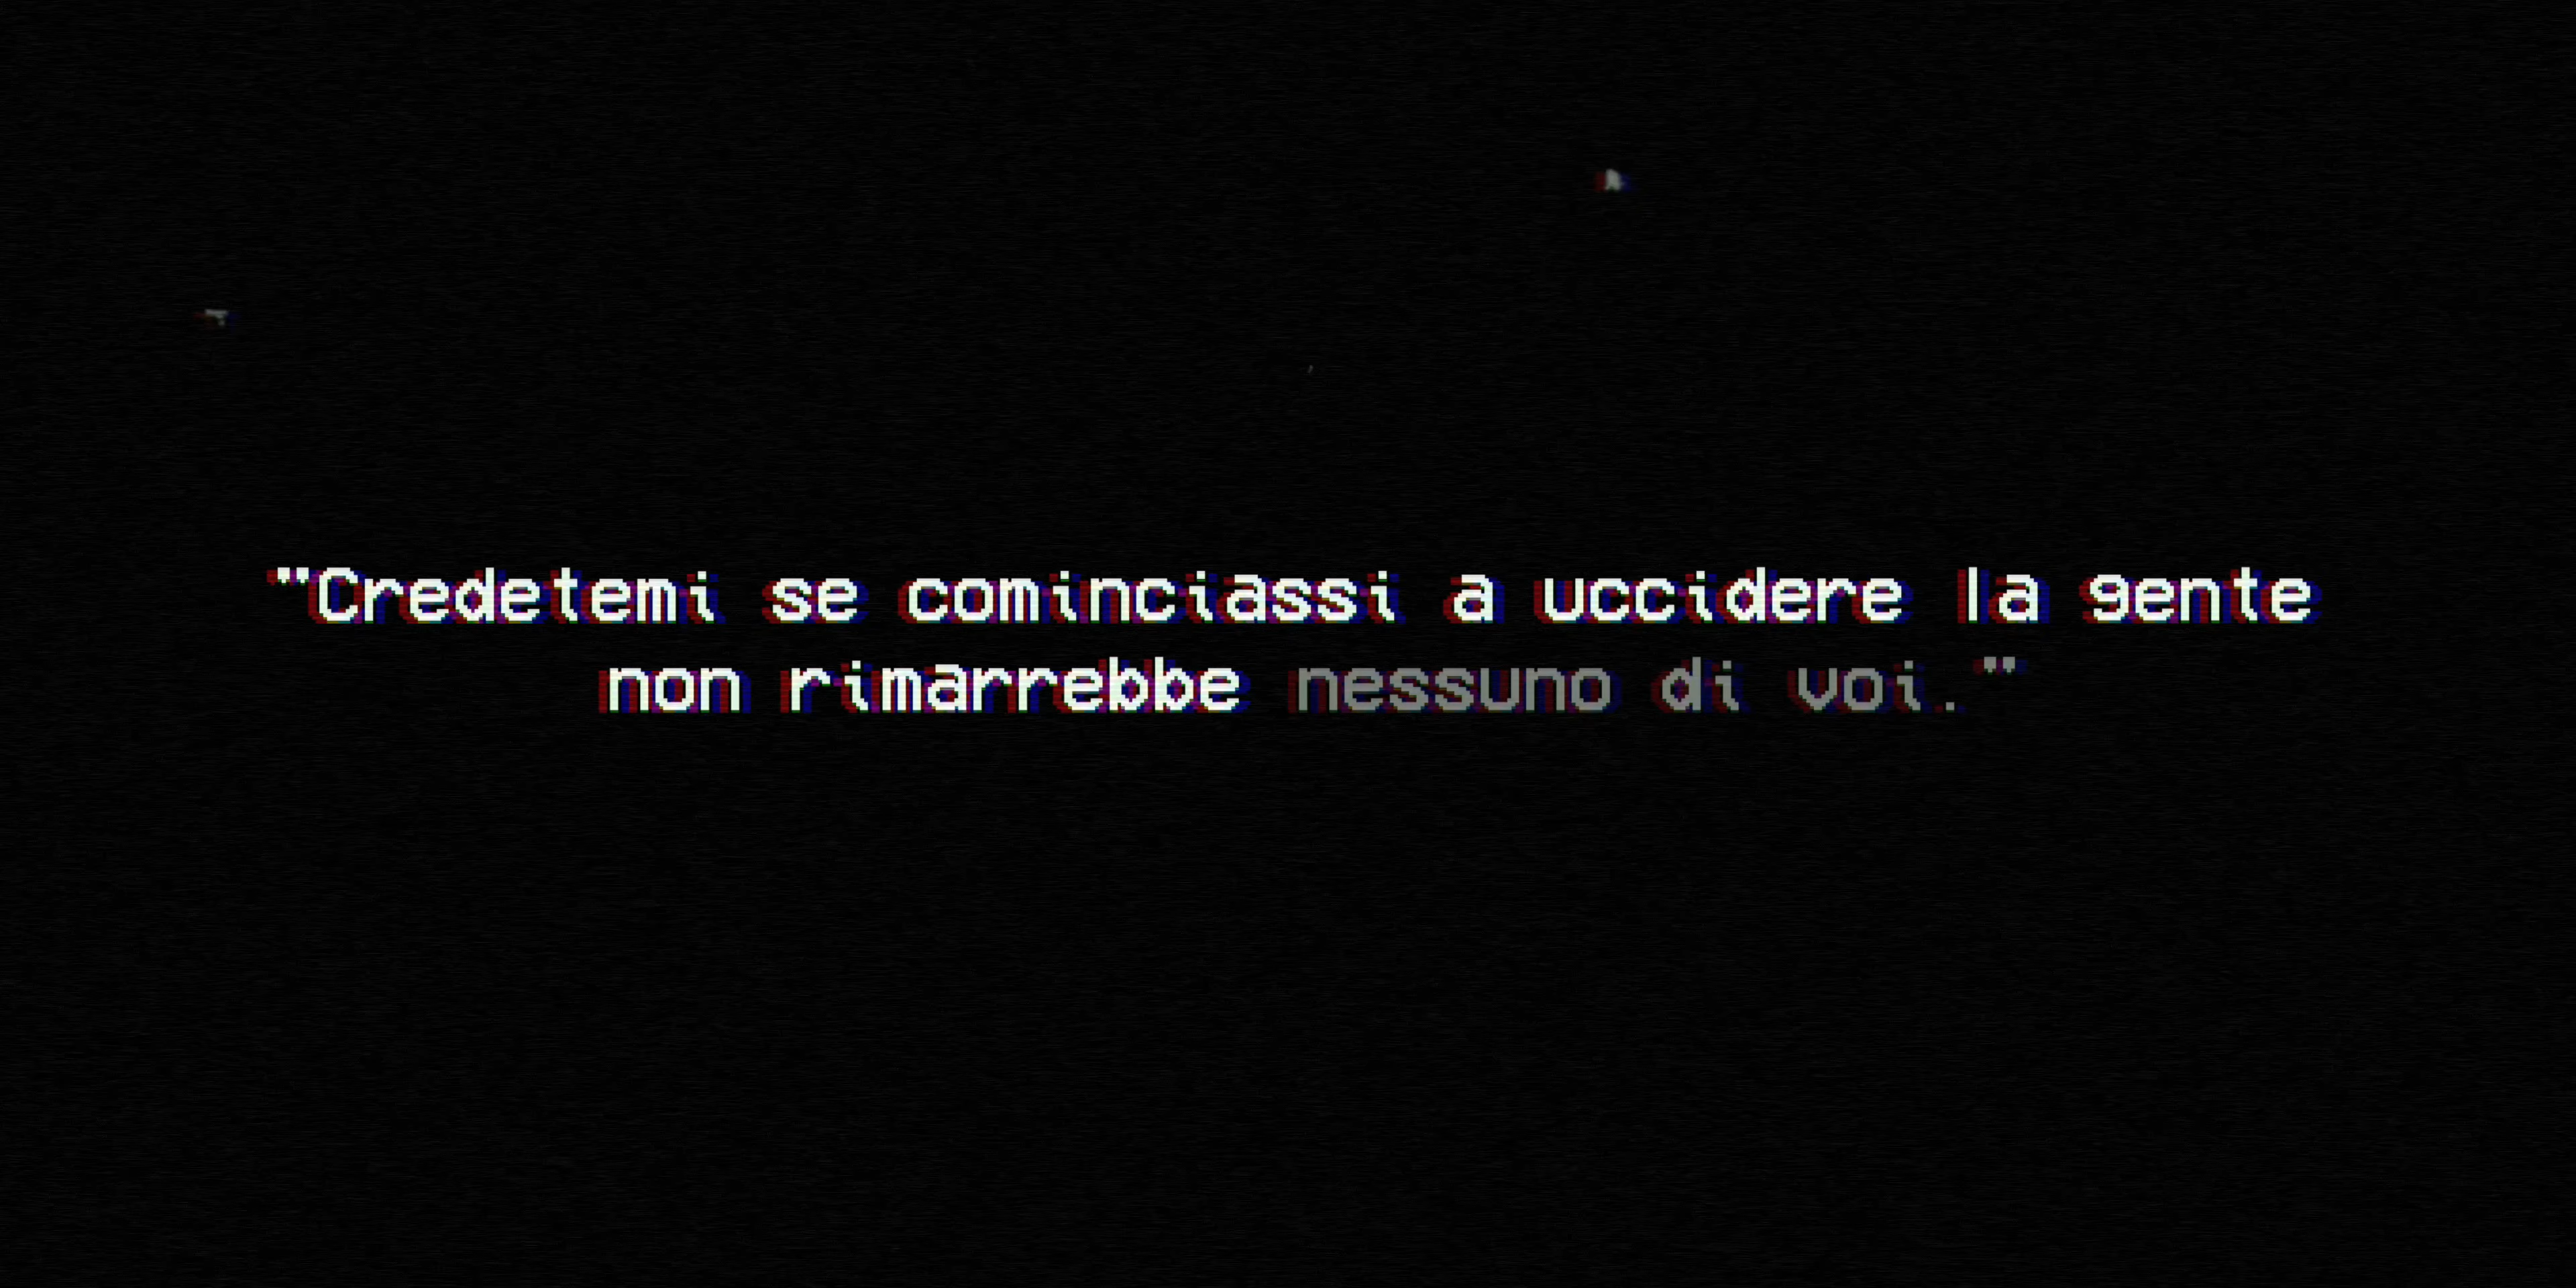 "Credetemi se cominciassi a uccidere la gente
non rimarrebbe nessuno di voi."